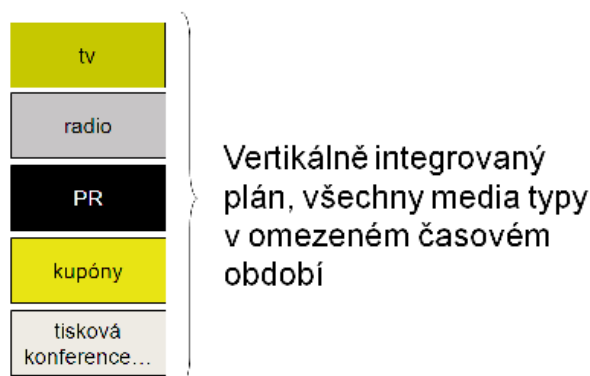 tv
radio
PR
kupóny
tisková
konference...
Vertikálně integrovaný
plán, všechny media typy
v omezeném časovém
období